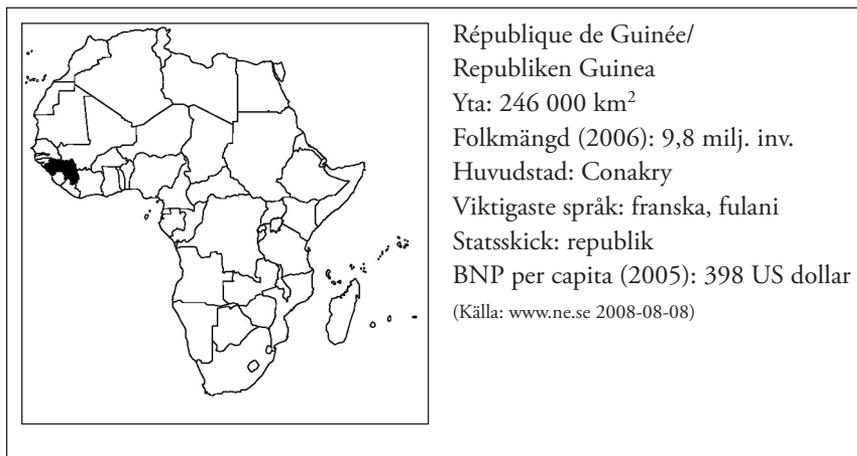 République de Guinée/
Republiken Guinea
Yta: 246 000 km²
Folkmängd (2006): 9,8 milj. inv.
Huvudstad: Conakry
Viktigaste språk: franska, fulani
Statsskick: republik
BNP per capita (2005): 398 US dollar
(Källa: www.ne.se 2008-08-08)